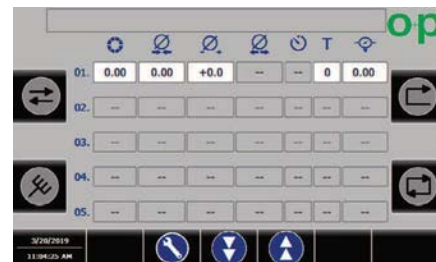 op
T
01. 0.00 0.00 +0.0 -- -- 0 0.00
02. -- -- -- -- -- -- --
03. -- -- -- -- -- -- --
04. -- -- -- -- -- -- --
05. -- -- -- -- -- -- --
3/20/2019
11:04:25 AM